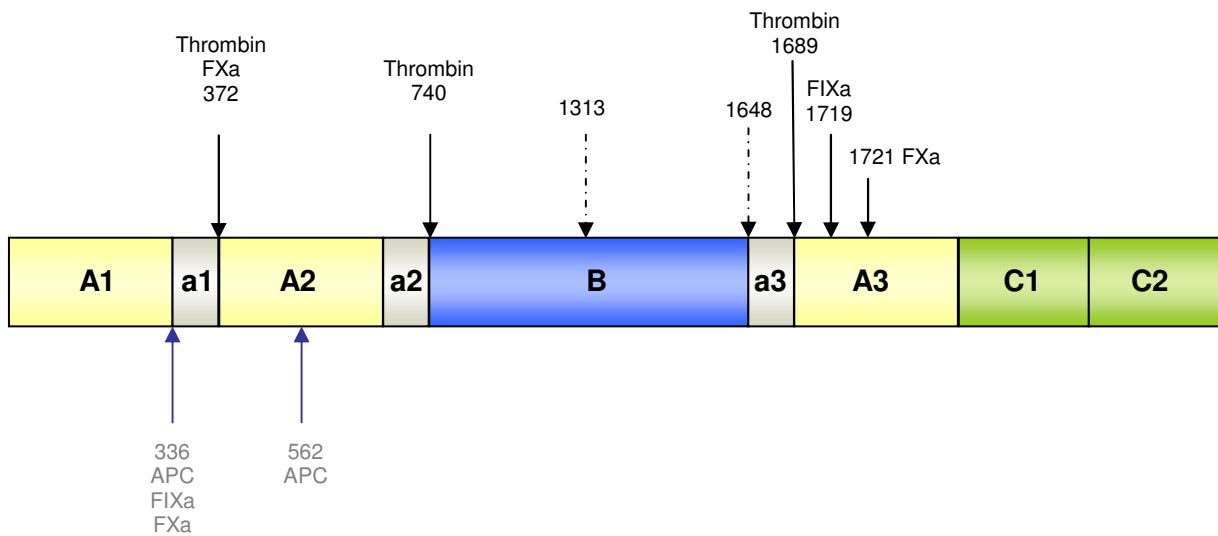 Thrombin
FXa
372
Thrombin
740
1313
1648
Thrombin
1689
FIXa
1719
1721 FXa
A1
a1
A2
a2
B
a3
A3
C1
C2
336
APC
FIXa
FXa
562
APC